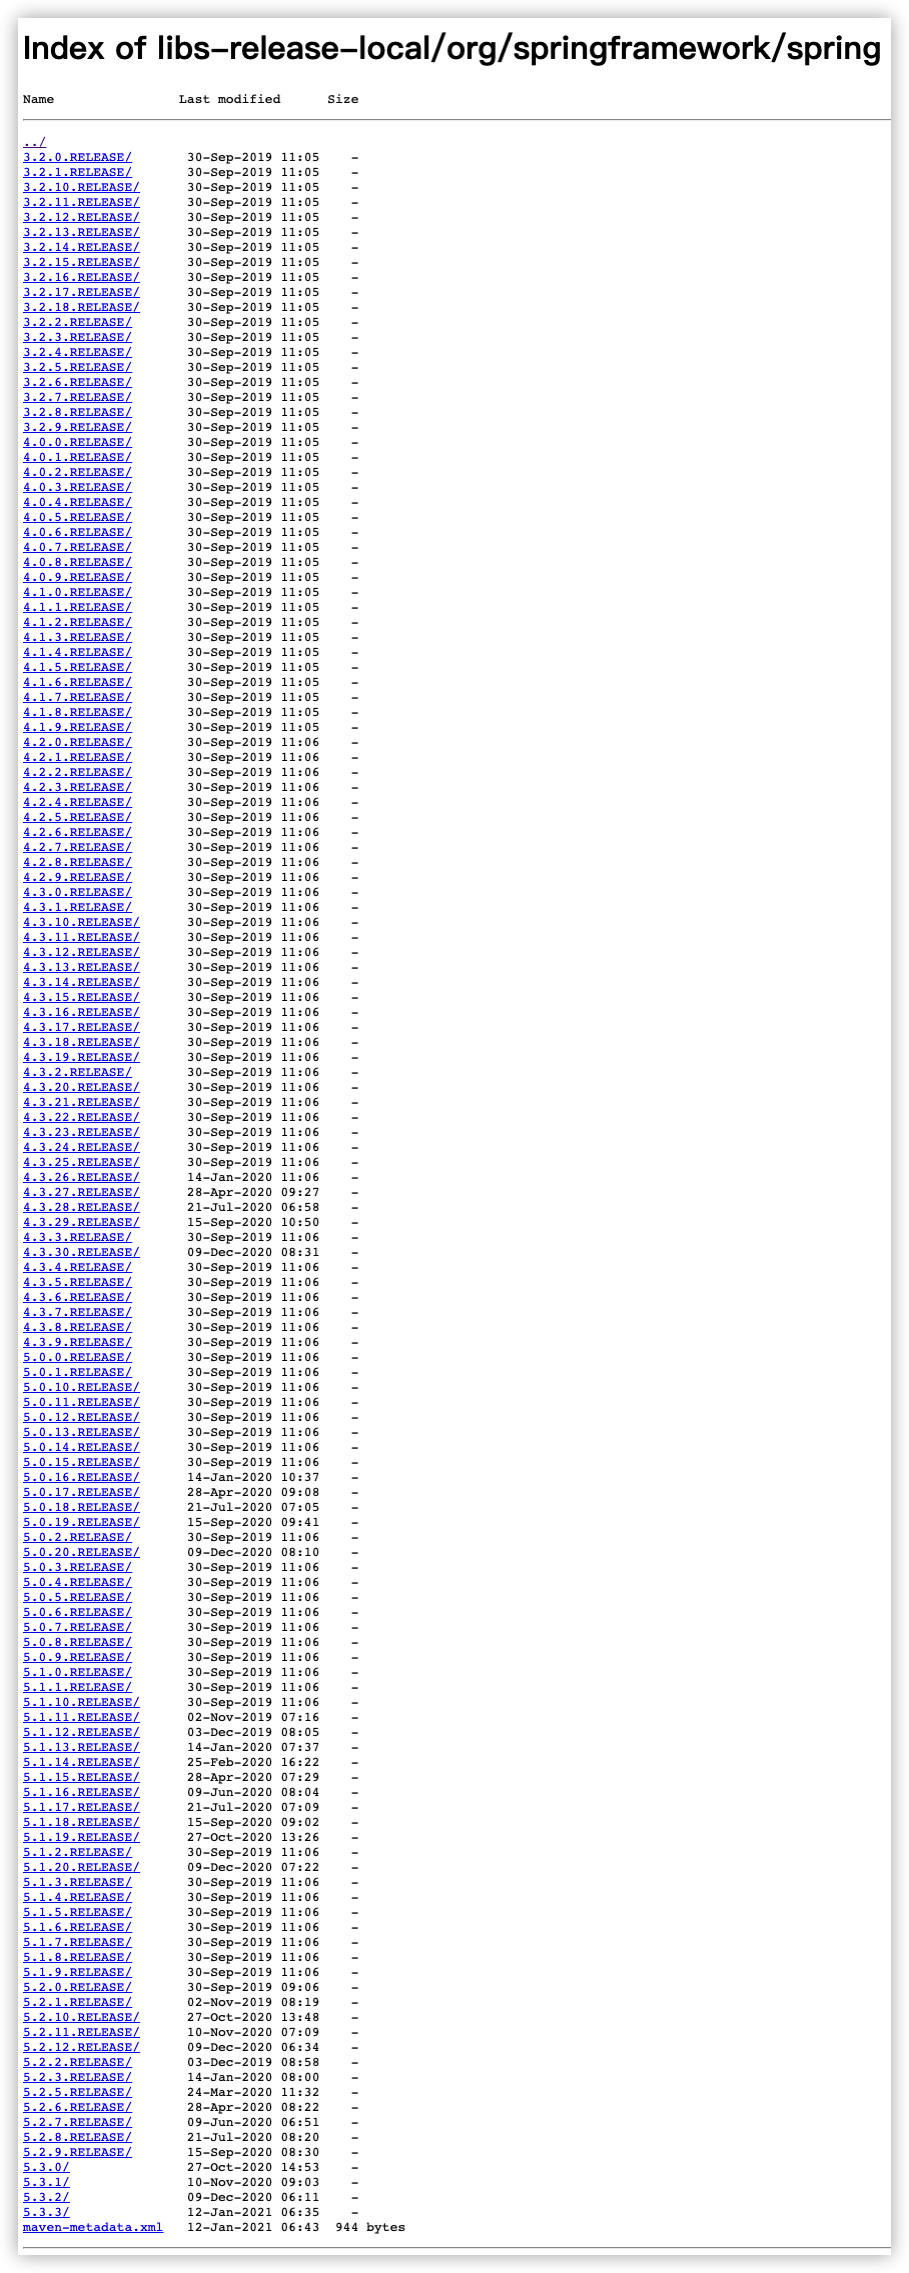 Index of libs-release-local/org/springframework/spring
Name Last modified Size
../
3.2.0.RELEASE/ 30-Sep-2019 11:05 -
3.2.1.RELEASE/ 30-Sep-2019 11:05 -
3.2.10.RELEASE/ 30-Sep-2019 11:05 -
3.2.11.RELEASE/ 30-Sep-2019 11:05 -
3.2.12.RELEASE/ 30-Sep-2019 11:05 -
3.2.13.RELEASE/ 30-Sep-2019 11:05 -
3.2.14.RELEASE/ 30-Sep-2019 11:05 -
3.2.15.RELEASE/ 30-Sep-2019 11:05 -
3.2.16.RELEASE/ 30-Sep-2019 11:05 -
3.2.17.RELEASE/ 30-Sep-2019 11:05 -
3.2.18.RELEASE/ 30-Sep-2019 11:05 -
3.2.2.RELEASE/ 30-Sep-2019 11:05 -
3.2.3.RELEASE/ 30-Sep-2019 11:05 -
3.2.4.RELEASE/ 30-Sep-2019 11:05 -
3.2.5.RELEASE/ 30-Sep-2019 11:05 -
3.2.6.RELEASE/ 30-Sep-2019 11:05 -
3.2.7.RELEASE/ 30-Sep-2019 11:05 -
3.2.8.RELEASE/ 30-Sep-2019 11:05 -
3.2.9.RELEASE/ 30-Sep-2019 11:05 -
4.0.0.RELEASE/ 30-Sep-2019 11:05 -
4.0.1.RELEASE/ 30-Sep-2019 11:05 -
4.0.2.RELEASE/ 30-Sep-2019 11:05 -
4.0.3.RELEASE/ 30-Sep-2019 11:05 -
4.0.4.RELEASE/ 30-Sep-2019 11:05 -
4.0.5.RELEASE/ 30-Sep-2019 11:05 -
4.0.6.RELEASE/ 30-Sep-2019 11:05 -
4.0.7.RELEASE/ 30-Sep-2019 11:05 -
4.0.8.RELEASE/ 30-Sep-2019 11:05 -
4.0.9.RELEASE/ 30-Sep-2019 11:05 -
4.1.0.RELEASE/ 30-Sep-2019 11:05 -
4.1.1.RELEASE/ 30-Sep-2019 11:05 -
4.1.2.RELEASE/ 30-Sep-2019 11:05 -
4.1.3.RELEASE/ 30-Sep-2019 11:05 -
4.1.4.RELEASE/ 30-Sep-2019 11:05 -
4.1.5.RELEASE/ 30-Sep-2019 11:05 -
4.1.6.RELEASE/ 30-Sep-2019 11:05 -
4.1.7.RELEASE/ 30-Sep-2019 11:05 -
4.1.8.RELEASE/ 30-Sep-2019 11:05 -
4.1.9.RELEASE/ 30-Sep-2019 11:05 -
4.2.0.RELEASE/ 30-Sep-2019 11:06 -
4.2.1.RELEASE/ 30-Sep-2019 11:06 -
4.2.2.RELEASE/ 30-Sep-2019 11:06 -
4.2.3.RELEASE/ 30-Sep-2019 11:06 -
4.2.4.RELEASE/ 30-Sep-2019 11:06 -
4.2.5.RELEASE/ 30-Sep-2019 11:06 -
4.2.6.RELEASE/ 30-Sep-2019 11:06 -
4.2.7.RELEASE/ 30-Sep-2019 11:06 -
4.2.8.RELEASE/ 30-Sep-2019 11:06 -
4.2.9.RELEASE/ 30-Sep-2019 11:06 -
4.3.0.RELEASE/ 30-Sep-2019 11:06 -
4.3.1.RELEASE/ 30-Sep-2019 11:06 -
4.3.10.RELEASE/ 30-Sep-2019 11:06 -
4.3.11.RELEASE/ 30-Sep-2019 11:06 -
4.3.12.RELEASE/ 30-Sep-2019 11:06 -
4.3.13.RELEASE/ 30-Sep-2019 11:06 -
4.3.14.RELEASE/ 30-Sep-2019 11:06 -
4.3.15.RELEASE/ 30-Sep-2019 11:06 -
4.3.16.RELEASE/ 30-Sep-2019 11:06 -
4.3.17.RELEASE/ 30-Sep-2019 11:06 -
4.3.18.RELEASE/ 30-Sep-2019 11:06 -
4.3.19.RELEASE/ 30-Sep-2019 11:06 -
4.3.2.RELEASE/ 30-Sep-2019 11:06 -
4.3.20.RELEASE/ 30-Sep-2019 11:06 -
4.3.21.RELEASE/ 30-Sep-2019 11:06 -
4.3.22.RELEASE/ 30-Sep-2019 11:06 -
4.3.23.RELEASE/ 30-Sep-2019 11:06 -
4.3.24.RELEASE/ 30-Sep-2019 11:06 -
4.3.25.RELEASE/ 30-Sep-2019 11:06 -
4.3.26.RELEASE/ 14-Jan-2020 11:06 -
4.3.27.RELEASE/ 28-Apr-2020 09:27 -
4.3.28.RELEASE/ 21-Jul-2020 06:58 -
4.3.29.RELEASE/ 15-Sep-2020 10:50 -
4.3.3.RELEASE/ 30-Sep-2019 11:06 -
4.3.30.RELEASE/ 09-Dec-2020 08:31 -
4.3.4.RELEASE/ 30-Sep-2019 11:06 -
4.3.5.RELEASE/ 30-Sep-2019 11:06 -
4.3.6.RELEASE/ 30-Sep-2019 11:06 -
4.3.7.RELEASE/ 30-Sep-2019 11:06 -
4.3.8.RELEASE/ 30-Sep-2019 11:06 -
4.3.9.RELEASE/ 30-Sep-2019 11:06 -
5.0.0.RELEASE/ 30-Sep-2019 11:06 -
5.0.1.RELEASE/ 30-Sep-2019 11:06 -
5.0.10.RELEASE/ 30-Sep-2019 11:06 -
5.0.11.RELEASE/ 30-Sep-2019 11:06 -
5.0.12.RELEASE/ 30-Sep-2019 11:06 -
5.0.13.RELEASE/ 30-Sep-2019 11:06 -
5.0.14.RELEASE/ 30-Sep-2019 11:06 -
5.0.15.RELEASE/ 30-Sep-2019 11:06 -
5.0.16.RELEASE/ 14-Jan-2020 10:37 -
5.0.17.RELEASE/ 28-Apr-2020 09:08 -
5.0.18.RELEASE/ 21-Jul-2020 07:05 -
5.0.19.RELEASE/ 15-Sep-2020 09:41 -
5.0.2.RELEASE/ 30-Sep-2019 11:06 -
5.0.20.RELEASE/ 09-Dec-2020 08:10 -
5.0.3.RELEASE/ 30-Sep-2019 11:06 -
5.0.4.RELEASE/ 30-Sep-2019 11:06 -
5.0.5.RELEASE/ 30-Sep-2019 11:06 -
5.0.6.RELEASE/ 30-Sep-2019 11:06 -
5.0.7.RELEASE/ 30-Sep-2019 11:06 -
5.0.8.RELEASE/ 30-Sep-2019 11:06 -
5.0.9.RELEASE/ 30-Sep-2019 11:06 -
5.1.0.RELEASE/ 30-Sep-2019 11:06 -
5.1.1.RELEASE/ 30-Sep-2019 11:06 -
5.1.10.RELEASE/ 30-Sep-2019 11:06 -
5.1.11.RELEASE/ 02-Nov-2019 07:16 -
5.1.12.RELEASE/ 03-Dec-2019 08:05 -
5.1.13.RELEASE/ 14-Jan-2020 07:37 -
5.1.14.RELEASE/ 25-Feb-2020 16:22 -
5.1.15.RELEASE/ 28-Apr-2020 07:29 -
5.1.16.RELEASE/ 09-Jun-2020 08:04 -
5.1.17.RELEASE/ 21-Jul-2020 07:09 -
5.1.18.RELEASE/ 15-Sep-2020 09:02 -
5.1.19.RELEASE/ 27-Oct-2020 13:26 -
5.1.2.RELEASE/ 30-Sep-2019 11:06 -
5.1.20.RELEASE/ 09-Dec-2020 07:22 -
5.1.3.RELEASE/ 30-Sep-2019 11:06 -
5.1.4.RELEASE/ 30-Sep-2019 11:06 -
5.1.5.RELEASE/ 30-Sep-2019 11:06 -
5.1.6.RELEASE/ 30-Sep-2019 11:06 -
5.1.7.RELEASE/ 30-Sep-2019 11:06 -
5.1.8.RELEASE/ 30-Sep-2019 11:06 -
5.1.9.RELEASE/ 30-Sep-2019 11:06 -
5.2.0.RELEASE/ 30-Sep-2019 09:06 -
5.2.1.RELEASE/ 02-Nov-2019 08:19 -
5.2.10.RELEASE/ 27-Oct-2020 13:48 -
5.2.11.RELEASE/ 10-Nov-2020 07:09 -
5.2.12.RELEASE/ 09-Dec-2020 06:34 -
5.2.2.RELEASE/ 03-Dec-2019 08:58 -
5.2.3.RELEASE/ 14-Jan-2020 08:00 -
5.2.5.RELEASE/ 24-Mar-2020 11:32 -
5.2.6.RELEASE/ 28-Apr-2020 08:22 -
5.2.7.RELEASE/ 09-Jun-2020 06:51 -
5.2.8.RELEASE/ 21-Jul-2020 08:20 -
5.2.9.RELEASE/ 15-Sep-2020 08:30 -
5.3.0/ 27-Oct-2020 14:53 -
5.3.1/ 10-Nov-2020 09:03 -
5.3.2/ 09-Dec-2020 06:11 -
5.3.3/ 12-Jan-2021 06:35 -
maven-metadata.xml 12-Jan-2021 06:43 944 bytes